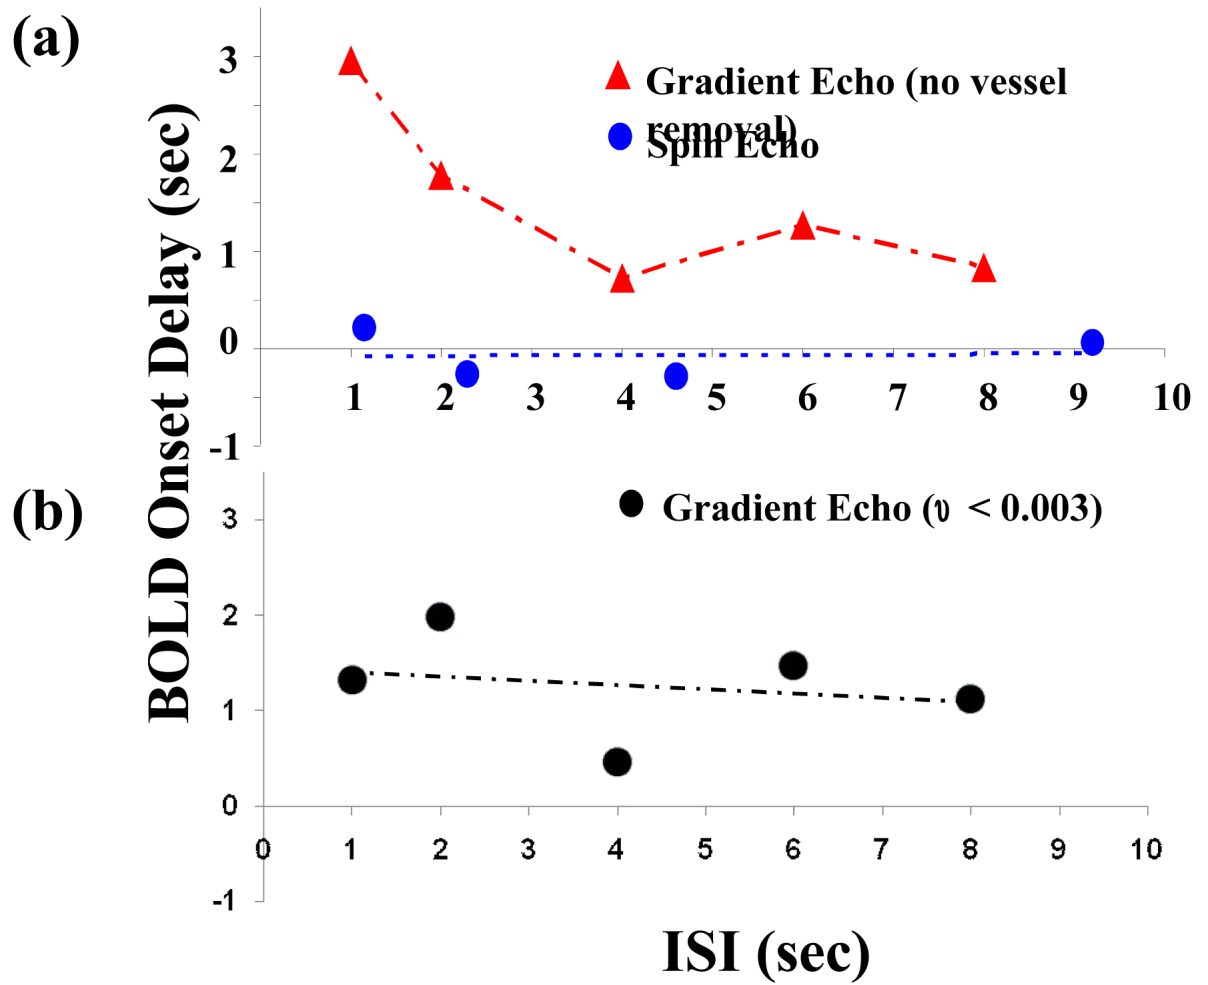 (a)
BOLD Onset Delay (sec)
3
2
1
0
-1
Gradient Echo (no vessel
removal)
Spin Echo
1 2 3 4 5 6 7 8 9 10
(b)
3
2
1
0
-1
Gradient Echo (υ < 0.003)
0 1 2 3 4 5 6 7 8 9 10
ISI (sec)